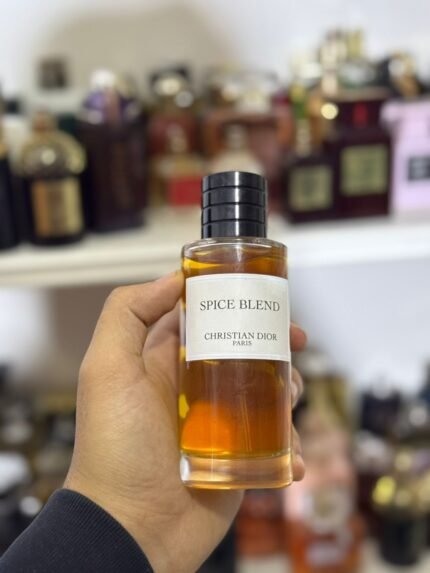 SPICE BLEND
CHRISTIAN DIOR
PARIS